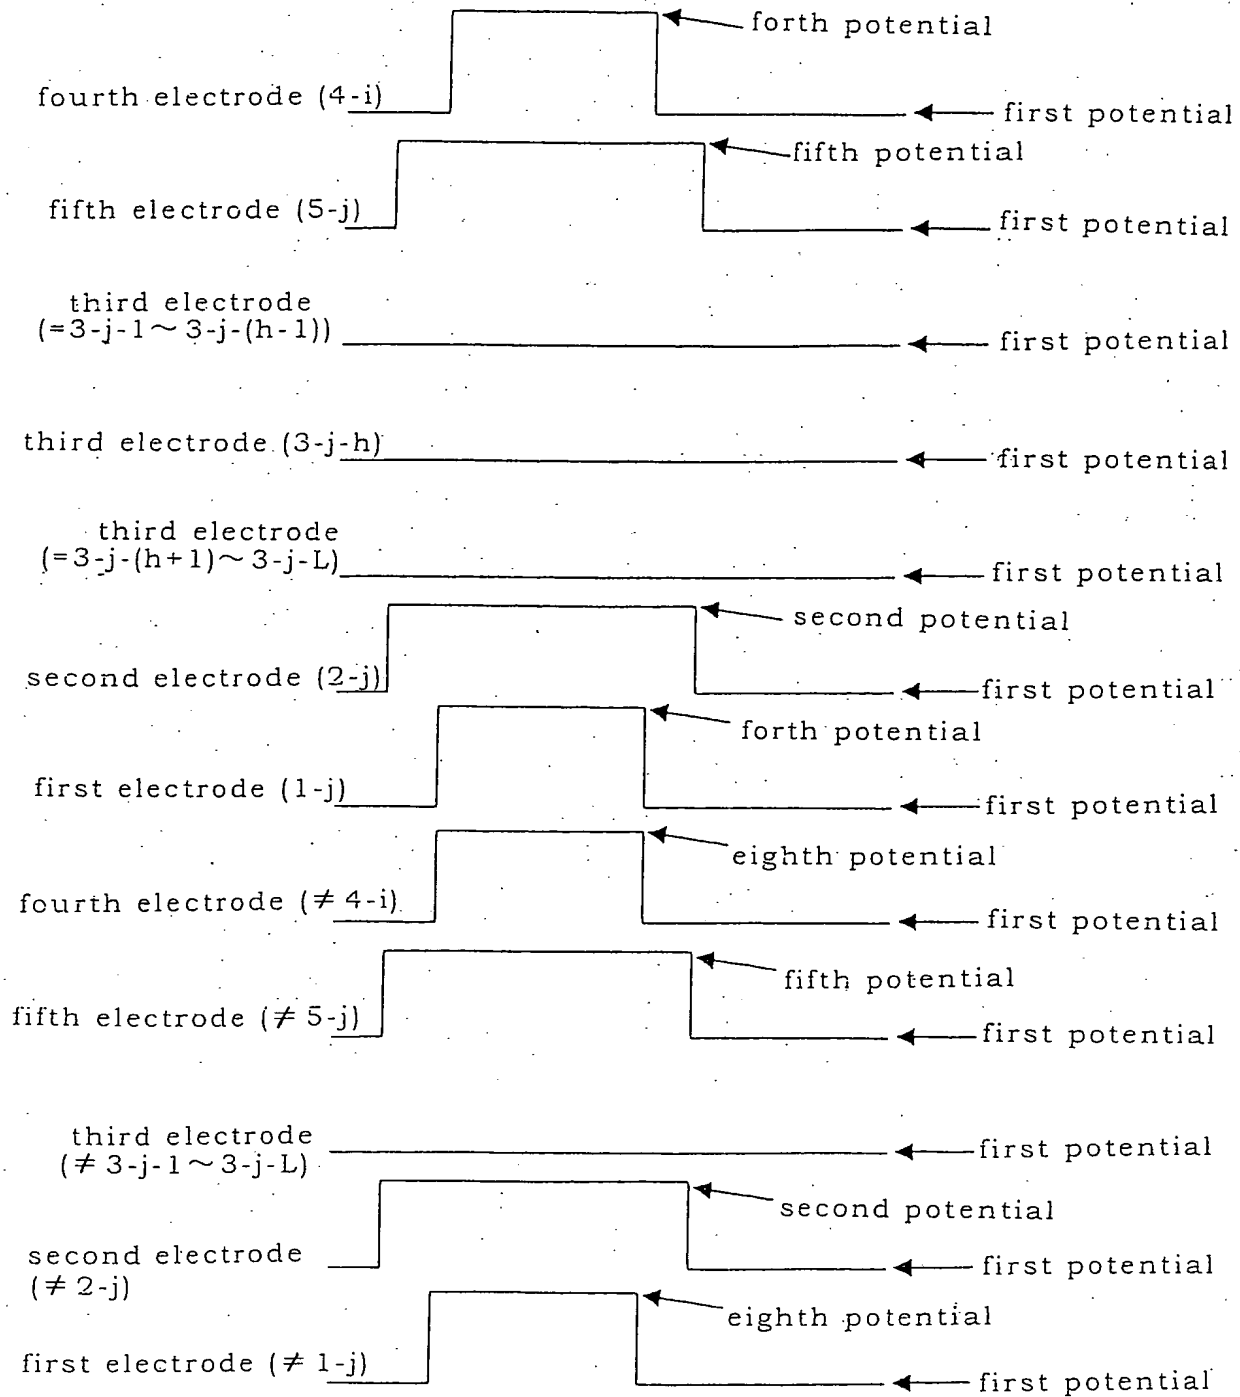 forth potential
fourth electrode (4-i)
first potential
fifth potential
fifth electrode (5-j)
first potential
third electrode
(=3-j-1~3-j-(h-1))
first potential
third electrode (3-j-h)
first potential
third electrode
(=3-j-(h+1)~3-j-L)
first potential
second potential
second electrode (2-j)
first potential
forth potential
first electrode (1-j)
first potential
eighth potential
fourth electrode (≠ 4-i)
first potential
fifth potential
fifth electrode (≠ 5-j)
first potential
third electrode
(≠ 3-j-1~3-j-L)
first potential
second potential
second electrode
(≠ 2-j)
first potential
eighth potential
first electrode (≠ 1-j)
first potential